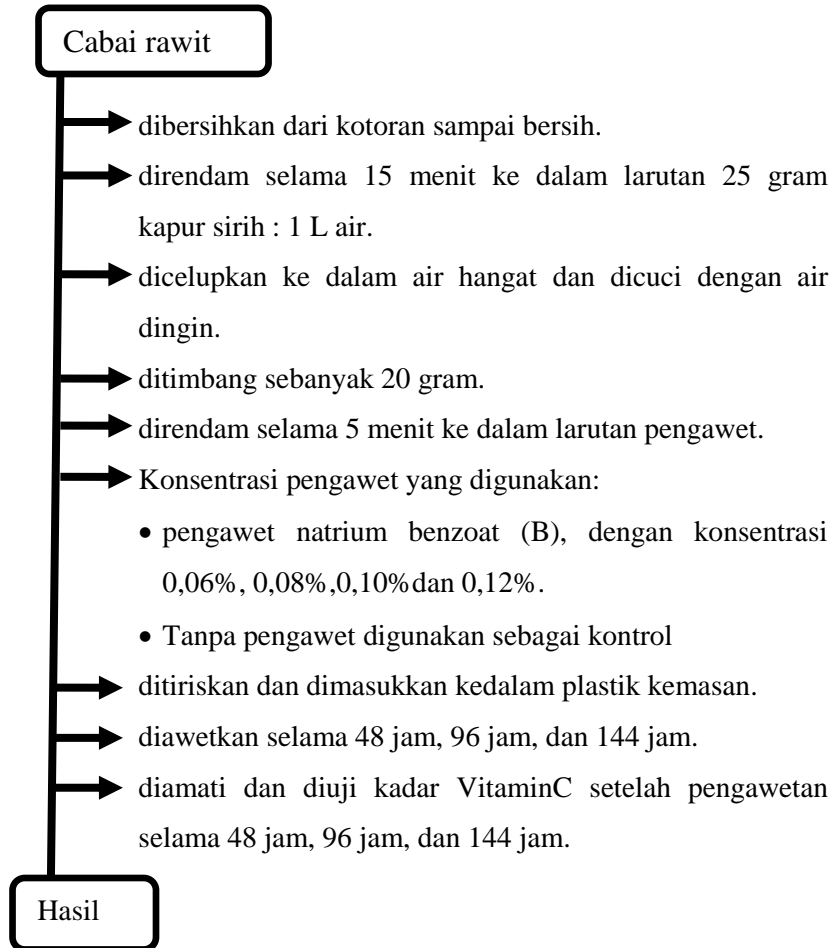 Cabai rawit
dibersihkan dari kotoran sampai bersih.
direndam selama 15 menit ke dalam larutan 25 gram
kapur sirih : 1 L air.
dicelupkan ke dalam air hangat dan dicuci dengan air
dingin.
ditimbang sebanyak 20 gram.
direndam selama 5 menit ke dalam larutan pengawet.
Konsentrasi pengawet yang digunakan:
• pengawet natrium benzoat (B), dengan konsentrasi
0,06%, 0,08%,0,10%dan 0,12%.
• Tanpa pengawet digunakan sebagai kontrol
ditiriskan dan dimasukkan kedalam plastik kemasan.
diawetkan selama 48 jam, 96 jam, dan 144 jam.
diamati dan diuji kadar VitaminC setelah pengawetan
selama 48 jam, 96 jam, dan 144 jam.
Hasil